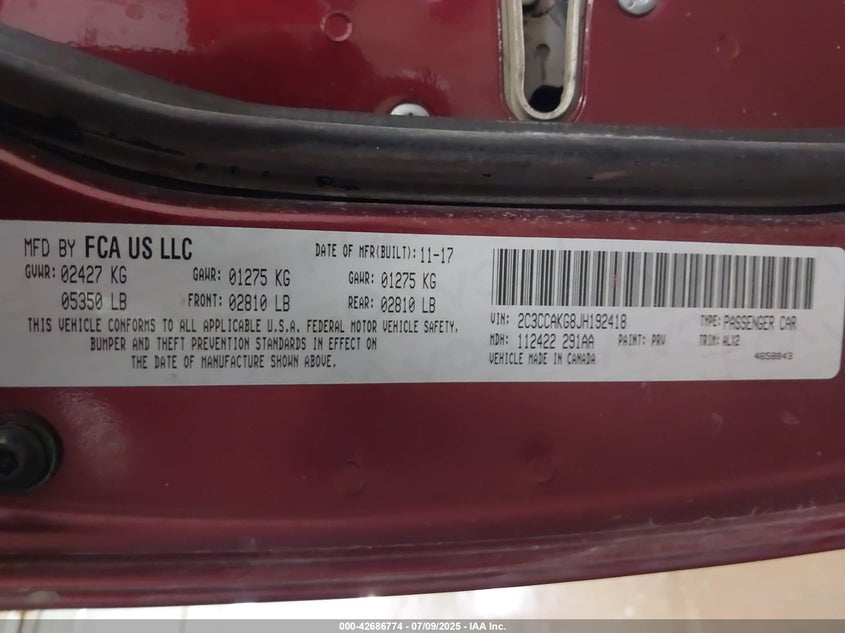 MFD BY FCA US LLC
DATE OF MFR(BUILT): 11-17
GVWR: 02427 KG
GAWR: 01275 KG
GAWR: 01275 KG
05350 LB
FRONT: 02810 LB
REAR: 02810 LB
THIS VEHICLE CONFORMS TO ALL APPLICABLE U.S.A. FEDERAL MOTOR VEHICLE SAFETY,
BUMPER AND THEFT PREVENTION STANDARDS IN EFFECT ON
THE DATE OF MANUFACTURE SHOWN ABOVE.
VIN: 2C3CCAKG8JH192418
TYPE: PASSENGER CAR
MDH: 112422 291AA
PAINT: PRV
TRIM: ALX2
VEHICLE MADE IN CANADA
4658843
000-42686774 | 07/09/2025 - IAA Inc.